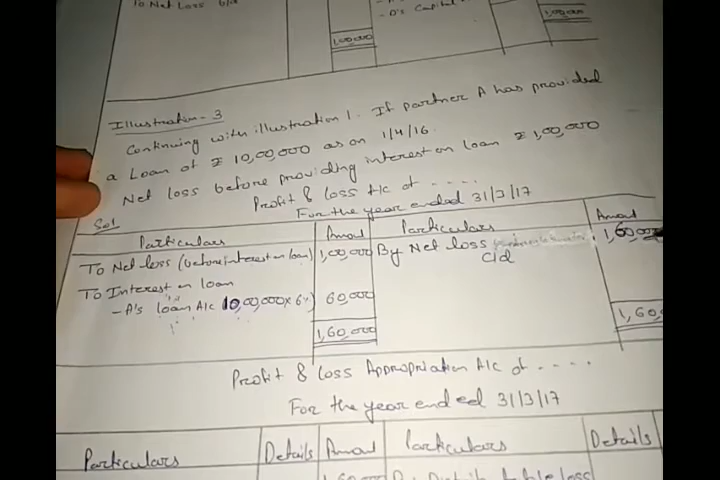 To Net Loss b/d
- D's Capital
1,00,000
1,00,000
Illustration - 3
Continuing with illustration 1. If partner A has provided
a Loan of ₹ 10,00,000 as on 1/4/16.
Net loss before providing interest on loan ₹ 1,00,000
Sol
Profit & loss A/c of ....
For the year ended 31/3/17
Particulars Amout Particulars Amout
To Net loss (before interest on loan) 1,00,000 By Net loss 1,60,000
c/d
To Interest on loan
- A's loan A/c 10,00,000 x 6%) 60,000
1,60,000 1,60,
Profit & loss Appropriation A/c of ....
For the year ended 31/3/17
Particulars Details Amout Particulars Details